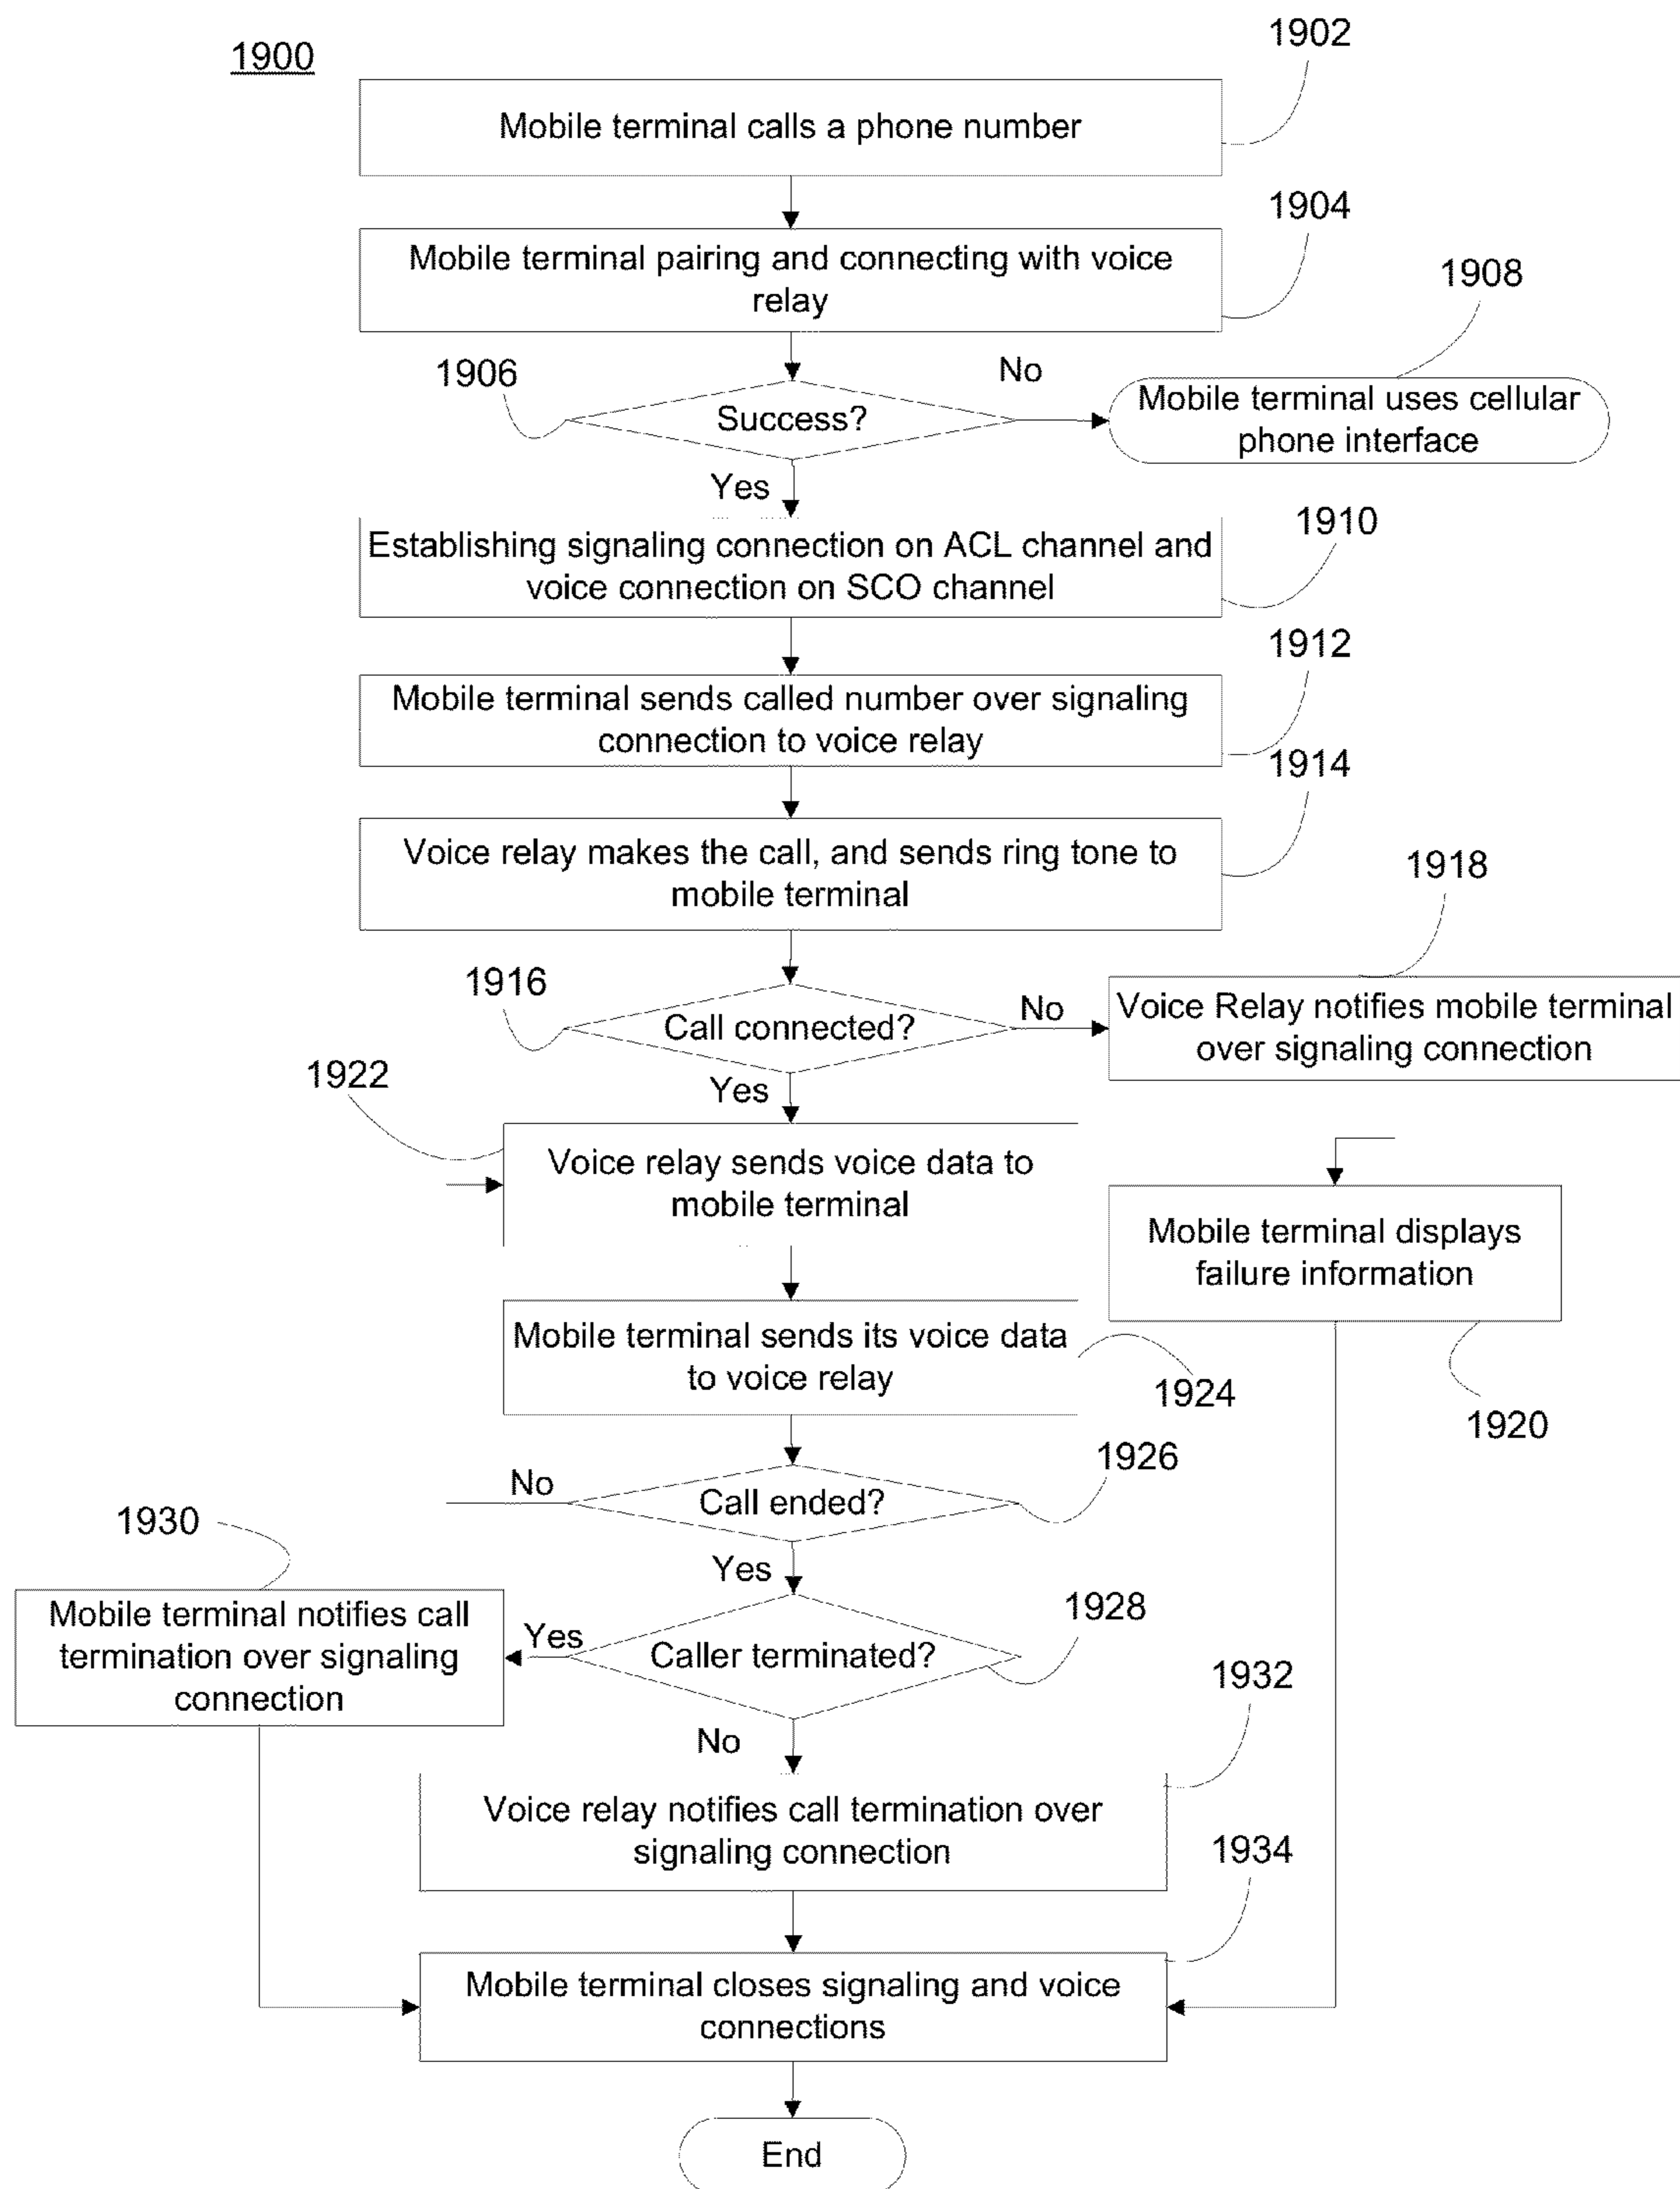 1900
1902
Mobile terminal calls a phone number
1904
Mobile terminal pairing and connecting with voice
relay
1908
1906
No
Success?
Mobile terminal uses cellular
phone interface
Yes
1910
Establishing signaling connection on ACL channel and
voice connection on SCO channel
1912
Mobile terminal sends called number over signaling
connection to voice relay
1914
Voice relay makes the call, and sends ring tone to
mobile terminal
1918
1916
No
Call connected?
Voice Relay notifies mobile terminal
over signaling connection
1922
Yes
Voice relay sends voice data to
mobile terminal
Mobile terminal displays
failure information
Mobile terminal sends its voice data
to voice relay
1924
1920
1926
No
Call ended?
1930
Yes
1928
Mobile terminal notifies call
termination over signaling
connection
Yes
Caller terminated?
1932
No
Voice relay notifies call termination over
signaling connection
1934
Mobile terminal closes signaling and voice
connections
End